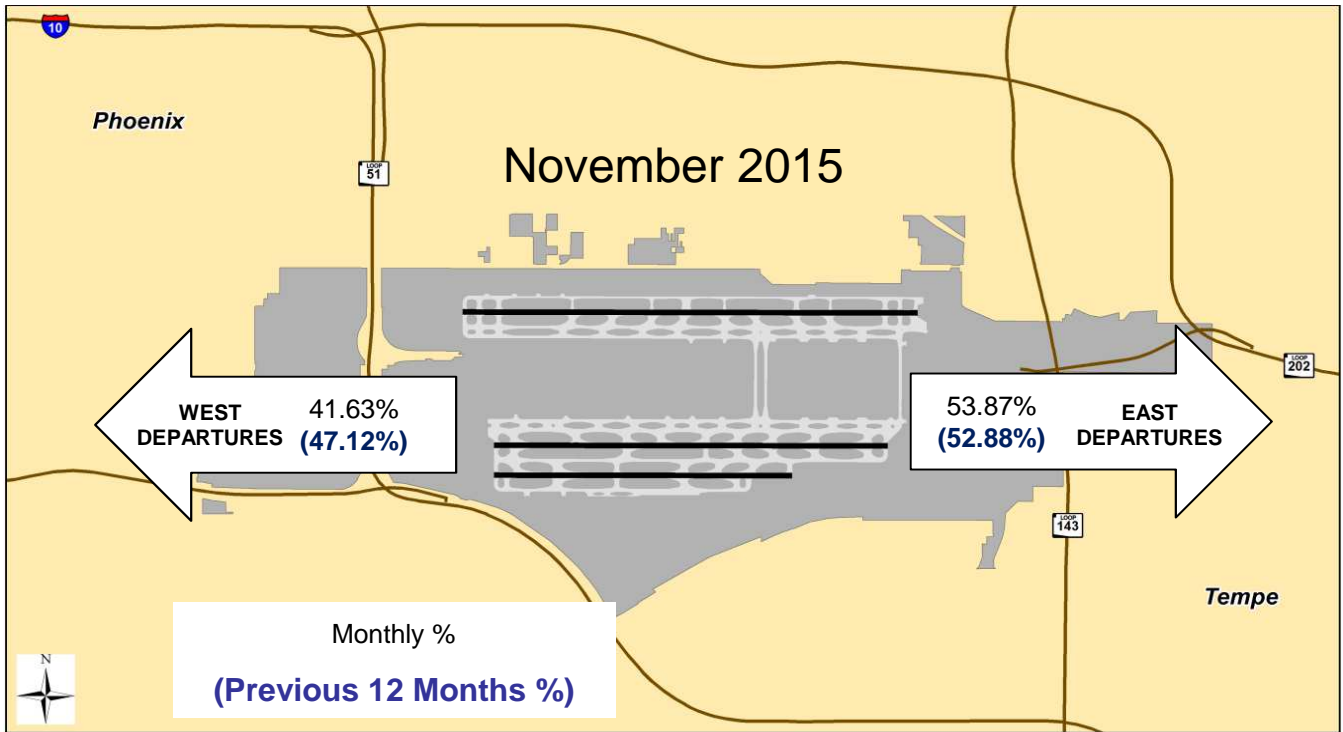 10
Phoenix
LOOP
51
November 2015
WEST
DEPARTURES
41.63%
(47.12%)
53.87%
(52.88%)
EAST
DEPARTURES
LOOP
202
LOOP
143
Tempe
Monthly %
(Previous 12 Months %)
N